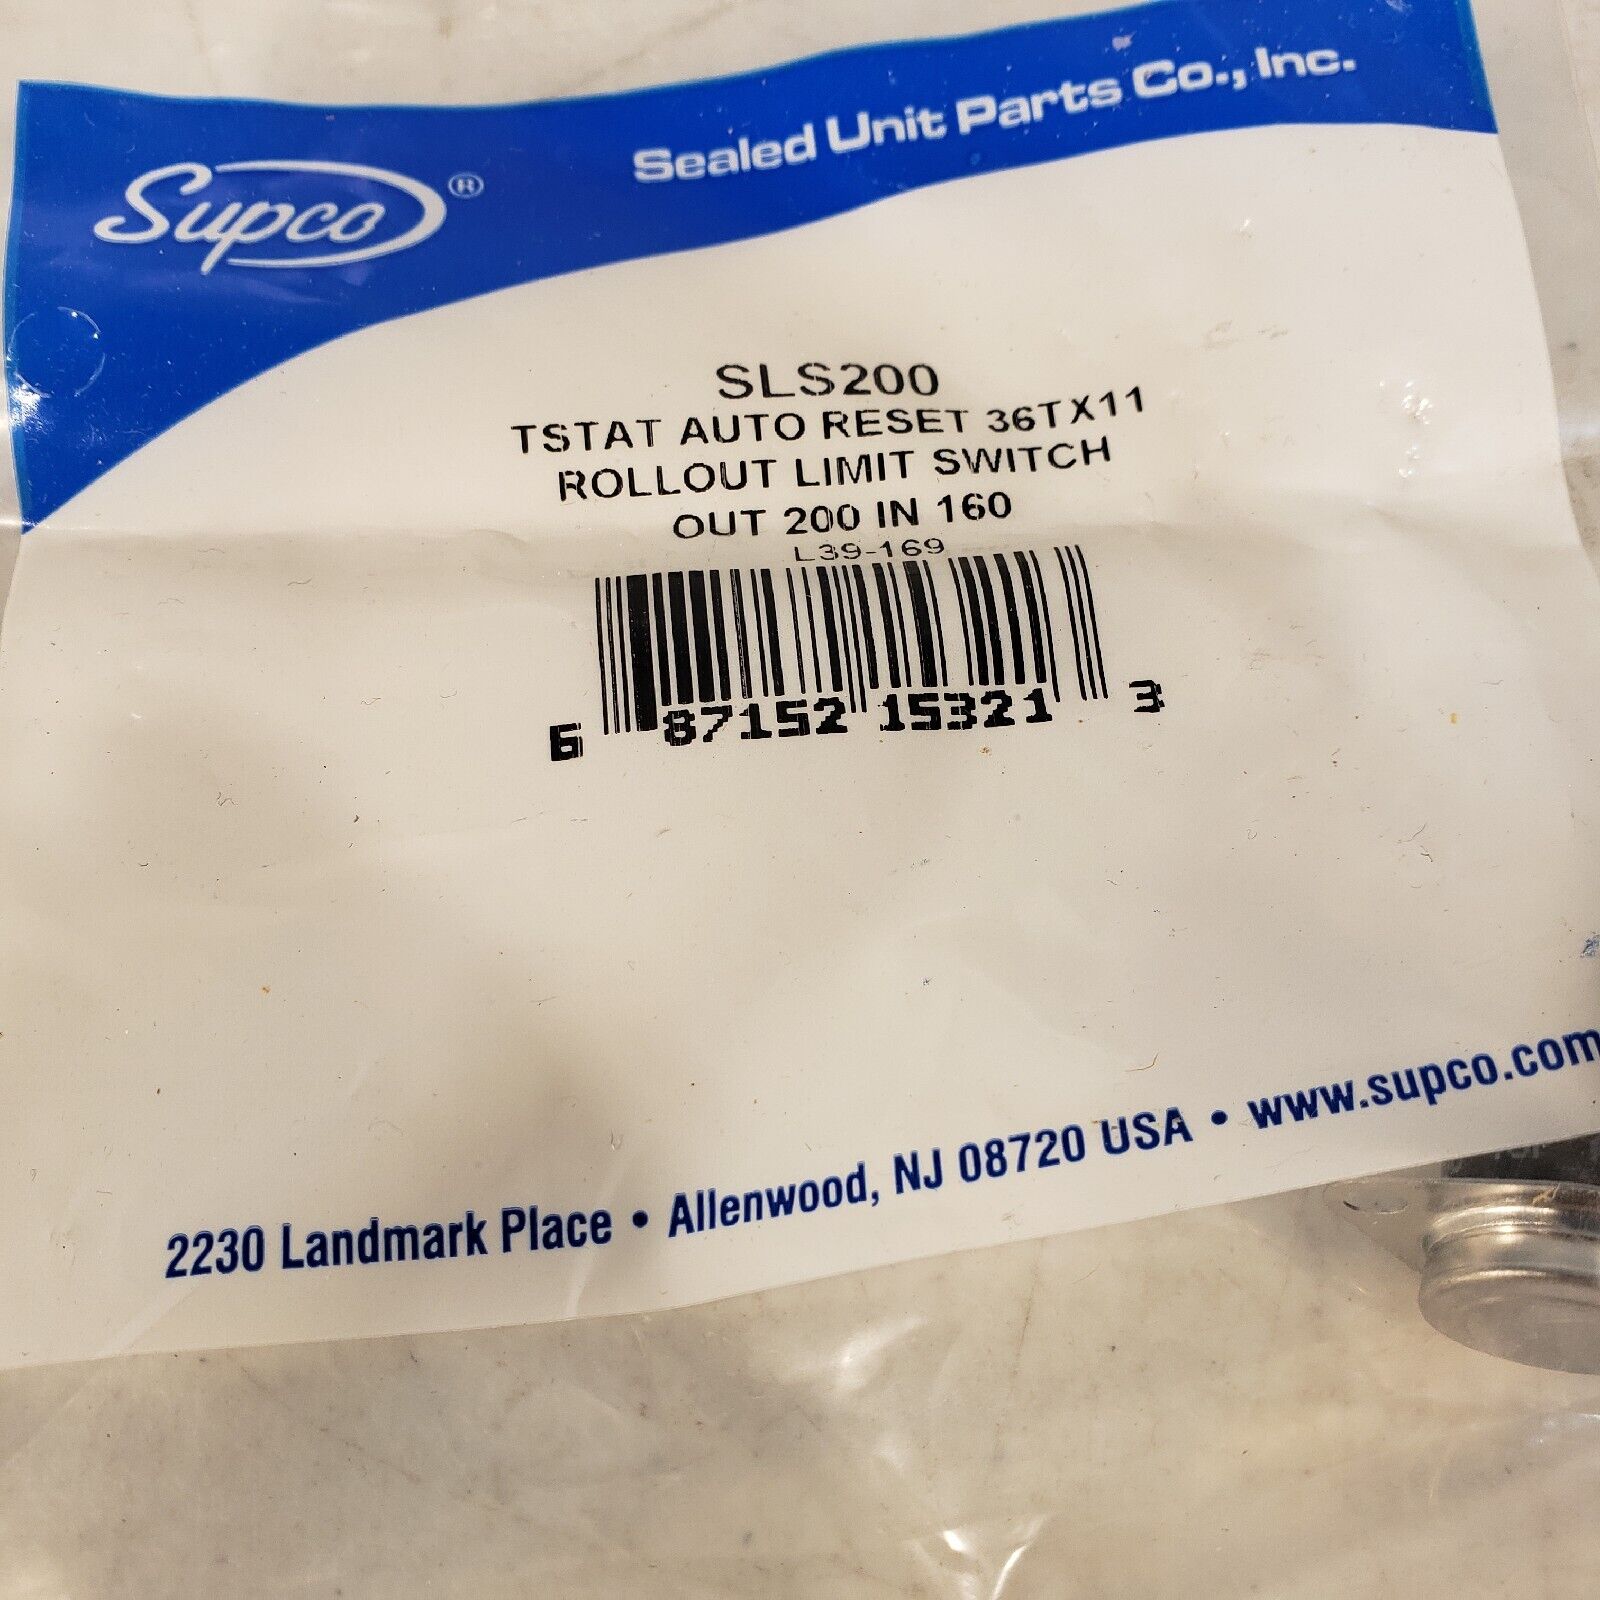 Supco®
Sealed Unit Parts Co., Inc.
SLS200
TSTAT AUTO RESET 36TX11
ROLLOUT LIMIT SWITCH
OUT 200 IN 160
L39-169
6 87152 15321 3
2230 Landmark Place • Allenwood, NJ 08720 USA • www.supco.com